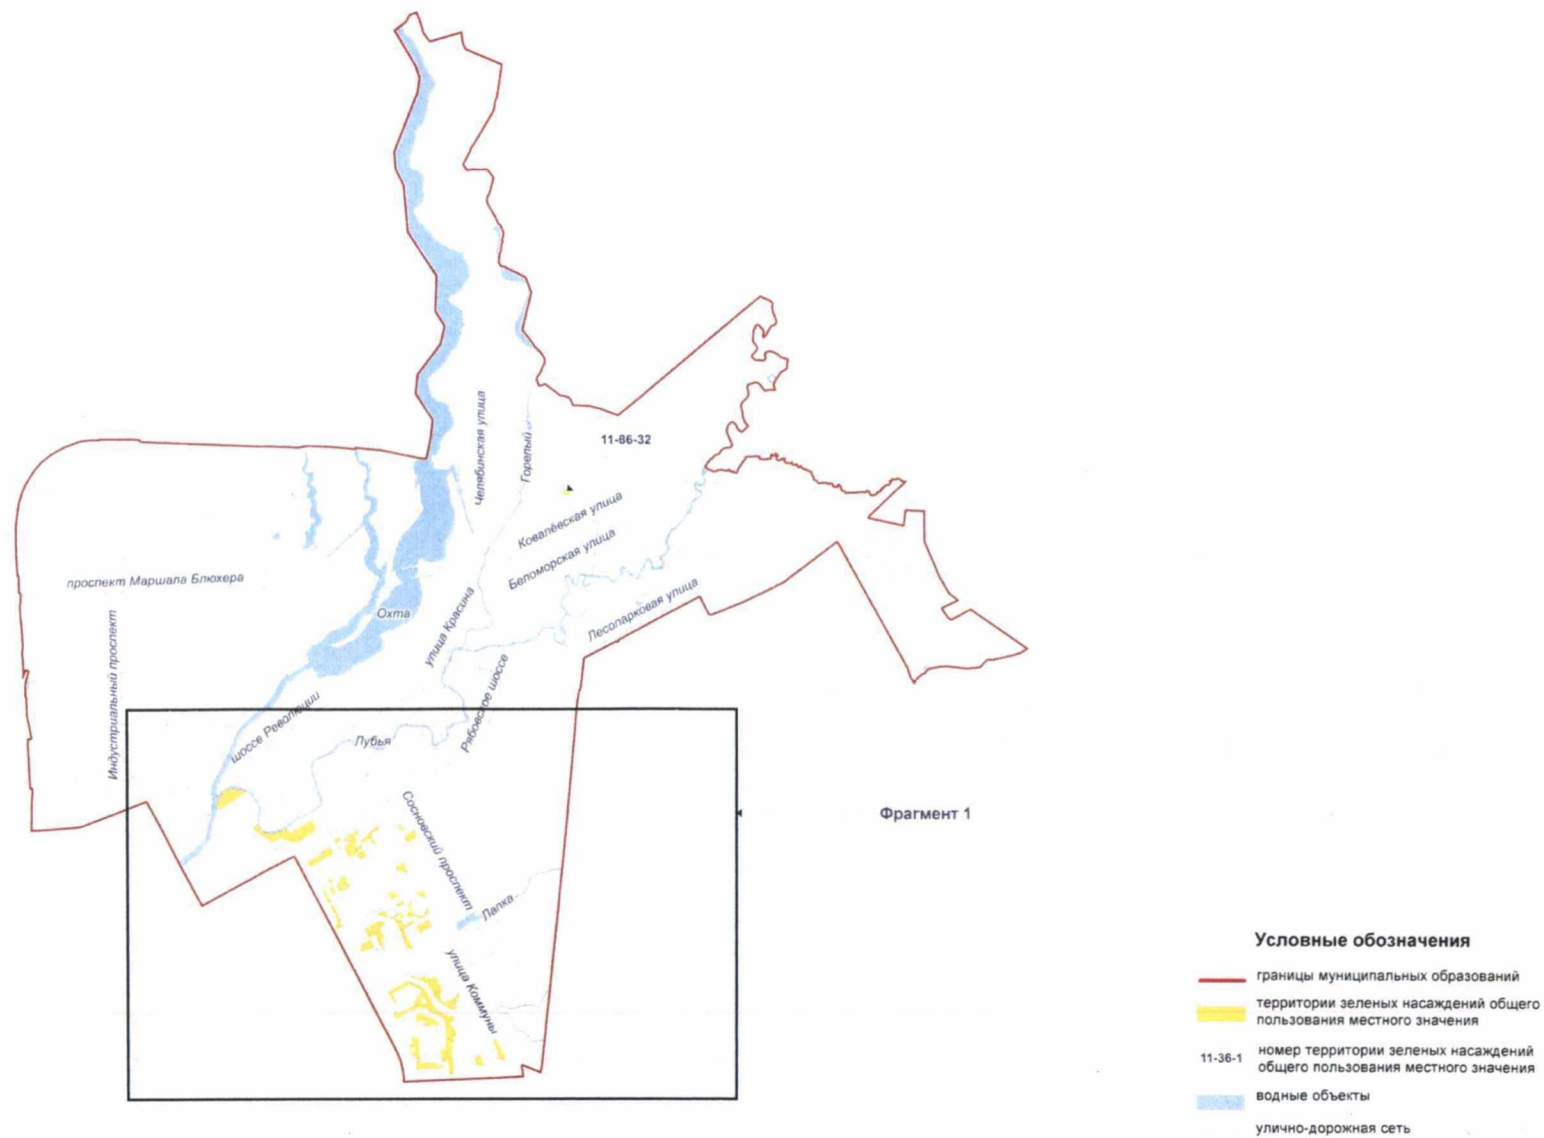 Челябинская улица
Горелый
11-86-32
Ковалёвская улица
Беломорская улица
проспект Маршала Блюхера
Охта
Лесопарковая улица
улица Красина
Индустриальный проспект
Рябовское шоссе
шоссе Революции
Лубья
Сосновский проспект
Фрагмент 1
Лапка
улица Коммуны
Условные обозначения
границы муниципальных образований
территории зеленых насаждений общего
пользования местного значения
11-36-1
номер территории зеленых насаждений
общего пользования местного значения
водные объекты
улично-дорожная сеть